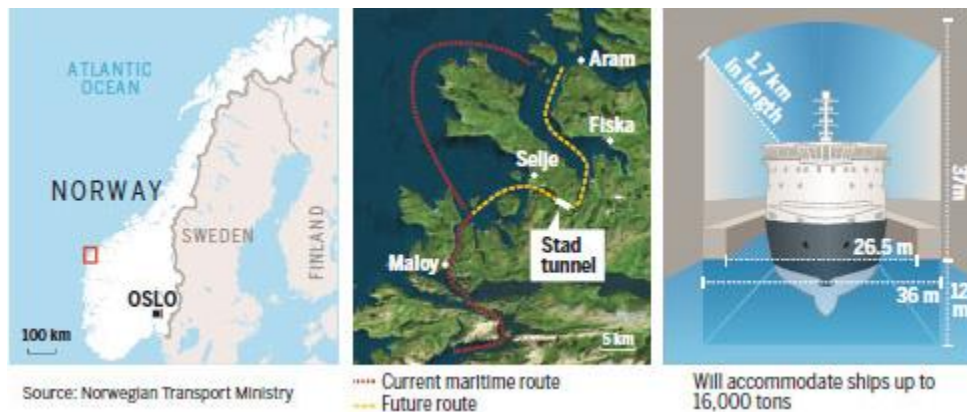 ATLANTIC
OCEAN
NORWAY
SWEDEN
FINLAND
OSLO
100 km
Source: Norwegian Transport Ministry
Aram
Fiska
Selje
Stad
tunnel
Maloy
5 km
Current maritime route
Future route
1,7 km
in length
37m
26.5 m
36 m
12
m
Will accommodate ships up to
16,000 tons